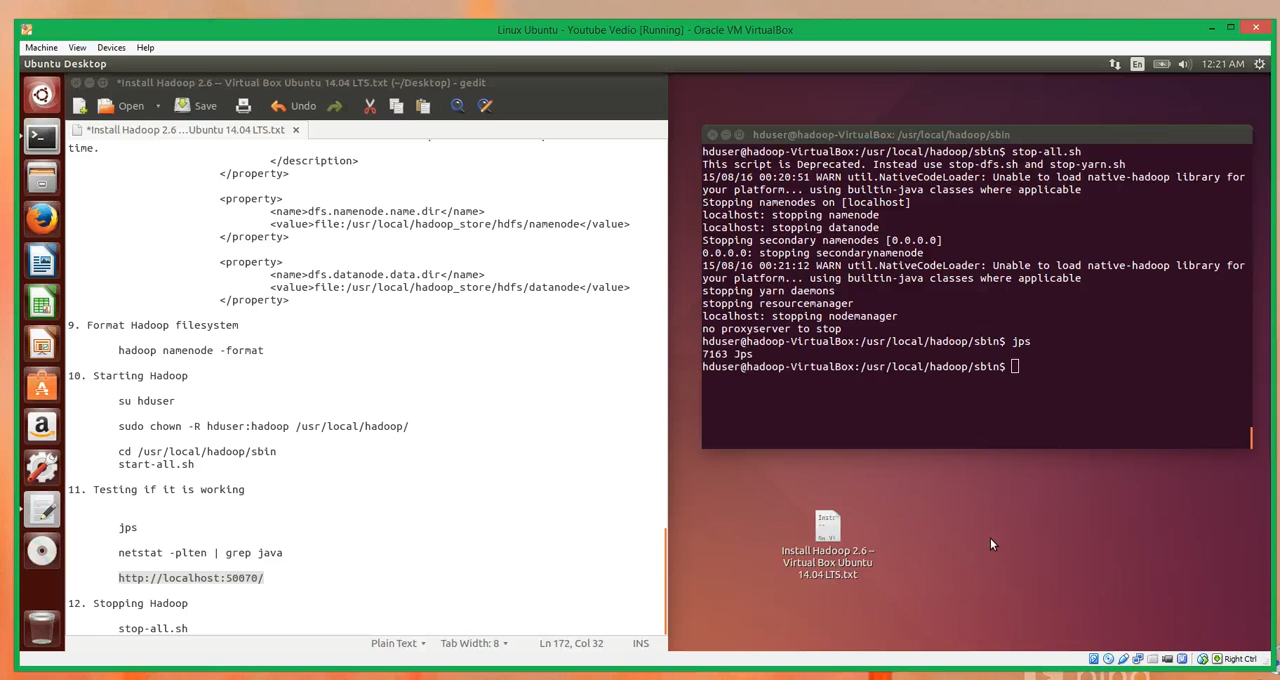 Linux Ubuntu - Youtube Vedio [Running] - Oracle VM VirtualBox
Machine View Devices Help
Ubuntu Desktop
En
12:21 AM
*Install Hadoop 2.6 -- Virtual Box Ubuntu 14.04 LTS.txt (~/Desktop) - gedit
Open Save Undo
*Install Hadoop 2.6 ...Ubuntu 14.04 LTS.txt
time.
</description>
</property>
<property>
<name>dfs.namenode.name.dir</name>
<value>file:/usr/local/hadoop_store/hdfs/namenode</value>
</property>
<property>
<name>dfs.datanode.data.dir</name>
<value>file:/usr/local/hadoop_store/hdfs/datanode</value>
</property>
9. Format Hadoop filesystem
hadoop namenode -format
10. Starting Hadoop
su hduser
sudo chown -R hduser:hadoop /usr/local/hadoop/
cd /usr/local/hadoop/sbin
start-all.sh
11. Testing if it is working
jps
netstat -plten | grep java
http://localhost:50070/
12. Stopping Hadoop
stop-all.sh
Plain Text Tab Width: 8 Ln 172, Col 32 INS
hduser@hadoop-VirtualBox: /usr/local/hadoop/sbin
hduser@hadoop-VirtualBox:/usr/local/hadoop/sbin$ stop-all.sh
This script is Deprecated. Instead use stop-dfs.sh and stop-yarn.sh
15/08/16 00:20:51 WARN util.NativeCodeLoader: Unable to load native-hadoop library for
your platform... using builtin-java classes where applicable
Stopping namenodes on [localhost]
localhost: stopping namenode
localhost: stopping datanode
Stopping secondary namenodes [0.0.0.0]
0.0.0.0: stopping secondarynamenode
15/08/16 00:21:12 WARN util.NativeCodeLoader: Unable to load native-hadoop library for
your platform... using builtin-java classes where applicable
stopping yarn daemons
stopping resourcemanager
localhost: stopping nodemanager
no proxyserver to stop
hduser@hadoop-VirtualBox:/usr/local/hadoop/sbin$ jps
7163 Jps
hduser@hadoop-VirtualBox:/usr/local/hadoop/sbin$
Install Hadoop 2.6 --
Virtual Box Ubuntu
14.04 LTS.txt
Right Ctrl